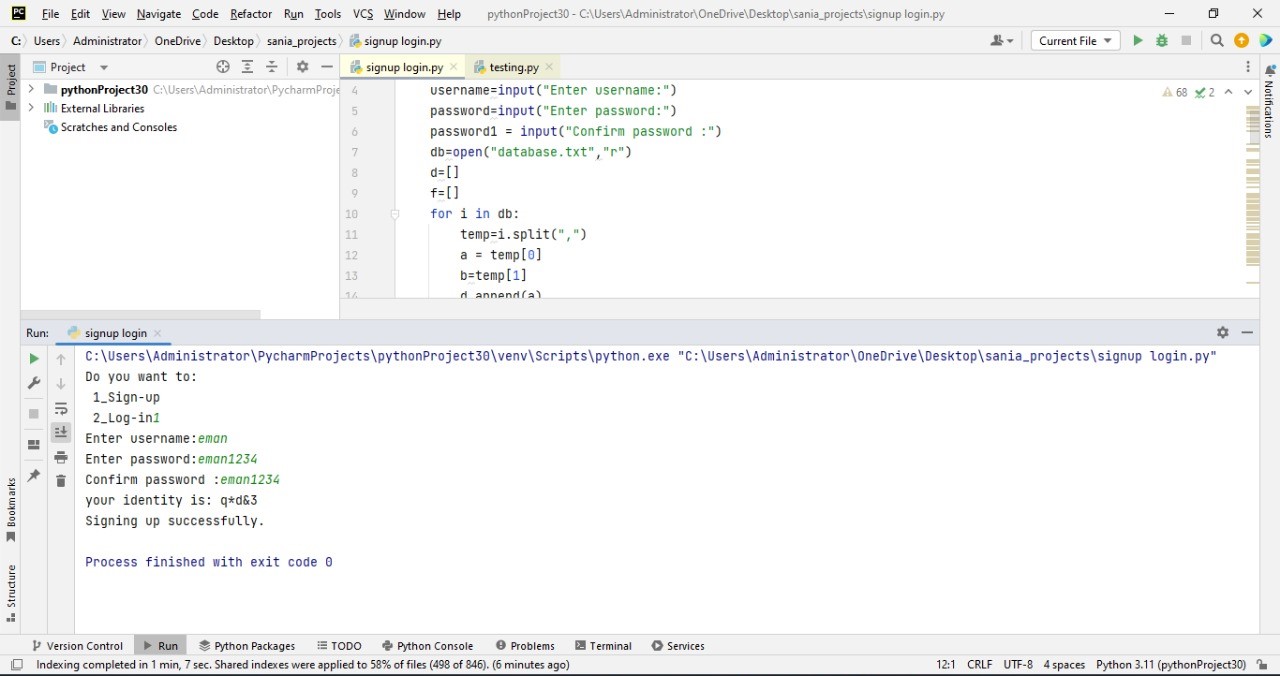 PC File Edit View Navigate Code Refactor Run Tools VCS Window Help pythonProject30 - C:\Users\Administrator\OneDrive\Desktop\sania_projects\signup login.py
C: Users Administrator OneDrive Desktop sania_projects signup login.py Current File
Project signup login.py testing.py
pythonProject30 C:\Users\Administrator\PycharmProje
External Libraries
Scratches and Consoles
Project
Notifications
68 2
4 username=input("Enter username:")
5 password=input("Enter password:")
6 password1 = input("Confirm password :")
7 db=open("database.txt","r")
8 d=[]
9 f=[]
10 for i in db:
11 temp=i.split(",")
12 a = temp[0]
13 b=temp[1]
14 d.append(a)
Run: signup login
C:\Users\Administrator\PycharmProjects\pythonProject30\venv\Scripts\python.exe "C:\Users\Administrator\OneDrive\Desktop\sania_projects\signup login.py"
Do you want to:
1_Sign-up
2_Log-in1
Enter username:eman
Enter password:eman1234
Confirm password :eman1234
your identity is: q*d&3
Signing up successfully.
Process finished with exit code 0
Bookmarks
Structure
Version Control Run Python Packages TODO Python Console Problems Terminal Services
Indexing completed in 1 min, 7 sec. Shared indexes were applied to 58% of files (498 of 846). (6 minutes ago) 12:1 CRLF UTF-8 4 spaces Python 3.11 (pythonProject30)